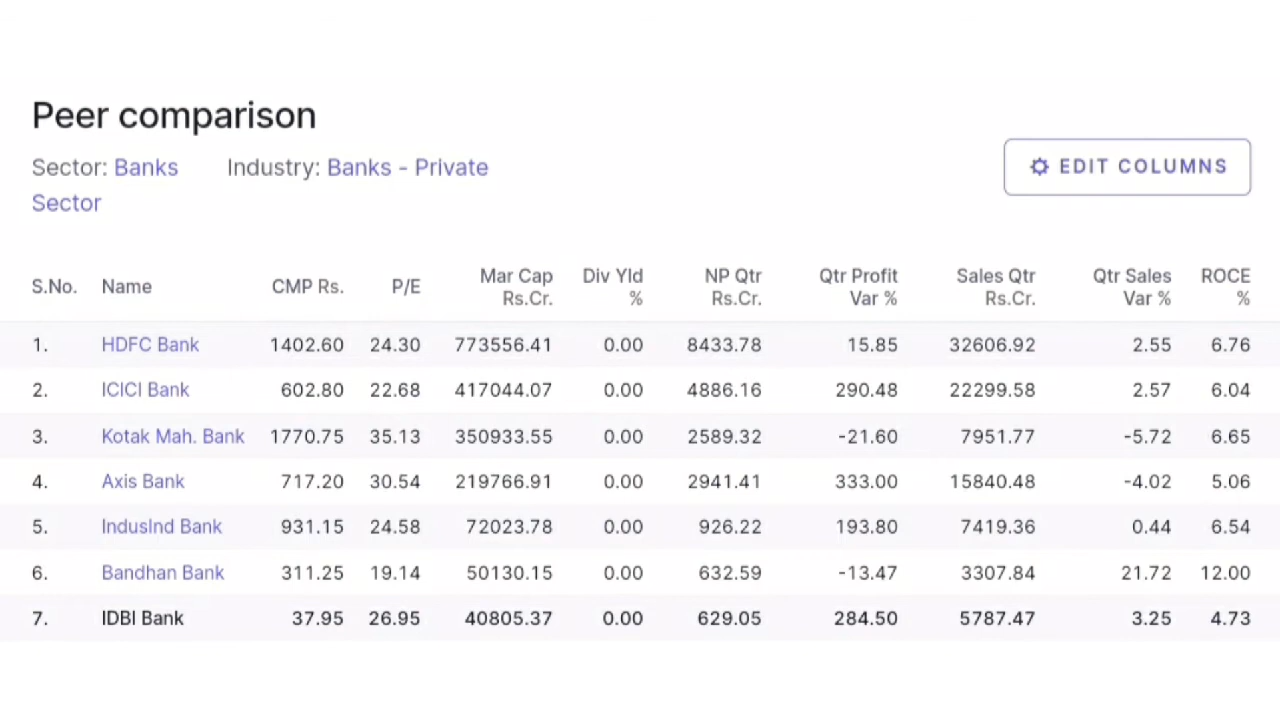 Peer comparison
Sector: Banks Industry: Banks - Private
Sector
EDIT COLUMNS
S.No. Name CMP Rs. P/E Mar Cap Rs.Cr. Div Yld % NP Qtr Rs.Cr. Qtr Profit Var % Sales Qtr Rs.Cr. Qtr Sales Var % ROCE %
1. HDFC Bank 1402.60 24.30 773556.41 0.00 8433.78 15.85 32606.92 2.55 6.76
2. ICICI Bank 602.80 22.68 417044.07 0.00 4886.16 290.48 22299.58 2.57 6.04
3. Kotak Mah. Bank 1770.75 35.13 350933.55 0.00 2589.32 -21.60 7951.77 -5.72 6.65
4. Axis Bank 717.20 30.54 219766.91 0.00 2941.41 333.00 15840.48 -4.02 5.06
5. IndusInd Bank 931.15 24.58 72023.78 0.00 926.22 193.80 7419.36 0.44 6.54
6. Bandhan Bank 311.25 19.14 50130.15 0.00 632.59 -13.47 3307.84 21.72 12.00
7. IDBI Bank 37.95 26.95 40805.37 0.00 629.05 284.50 5787.47 3.25 4.73